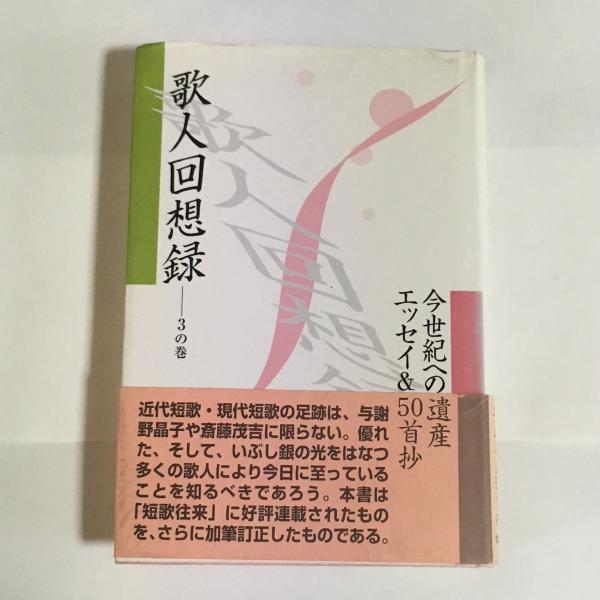 歌人回想録
――3の巻
歌人回想録
今世紀への遺産
エッセイ&50首抄
近代短歌・現代短歌の足跡は、与謝
野晶子や斎藤茂吉に限らない。優れ
た、そして、いぶし銀の光をはなつ
多くの歌人により今日に至っている
ことを知るべきであろう。本書は
「短歌往来」に好評連載されたもの
を、さらに加筆訂正したものである。